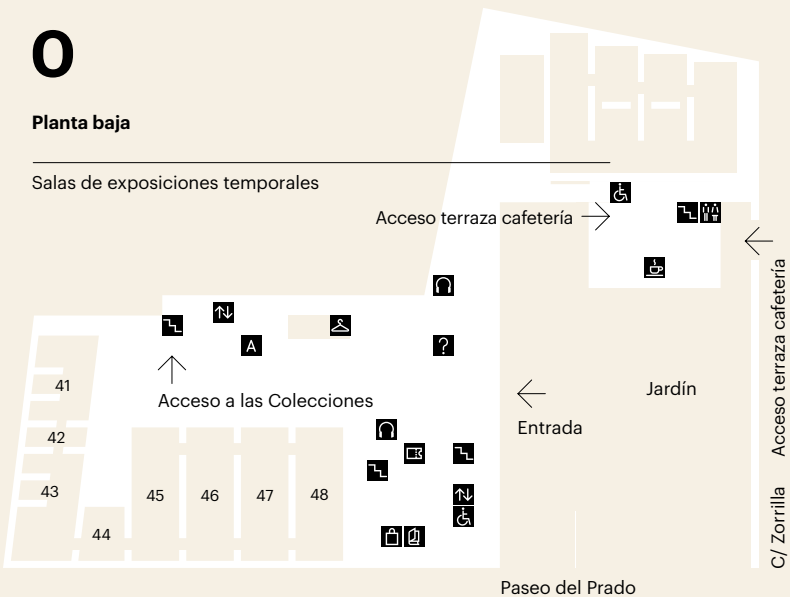 0
Planta baja
Salas de exposiciones temporales
Acceso terraza cafetería
A
?
Acceso a las Colecciones
41
42
43
44
45
46
47
48
Entrada
Jardín
Acceso terraza cafetería
C/ Zorrilla
Paseo del Prado